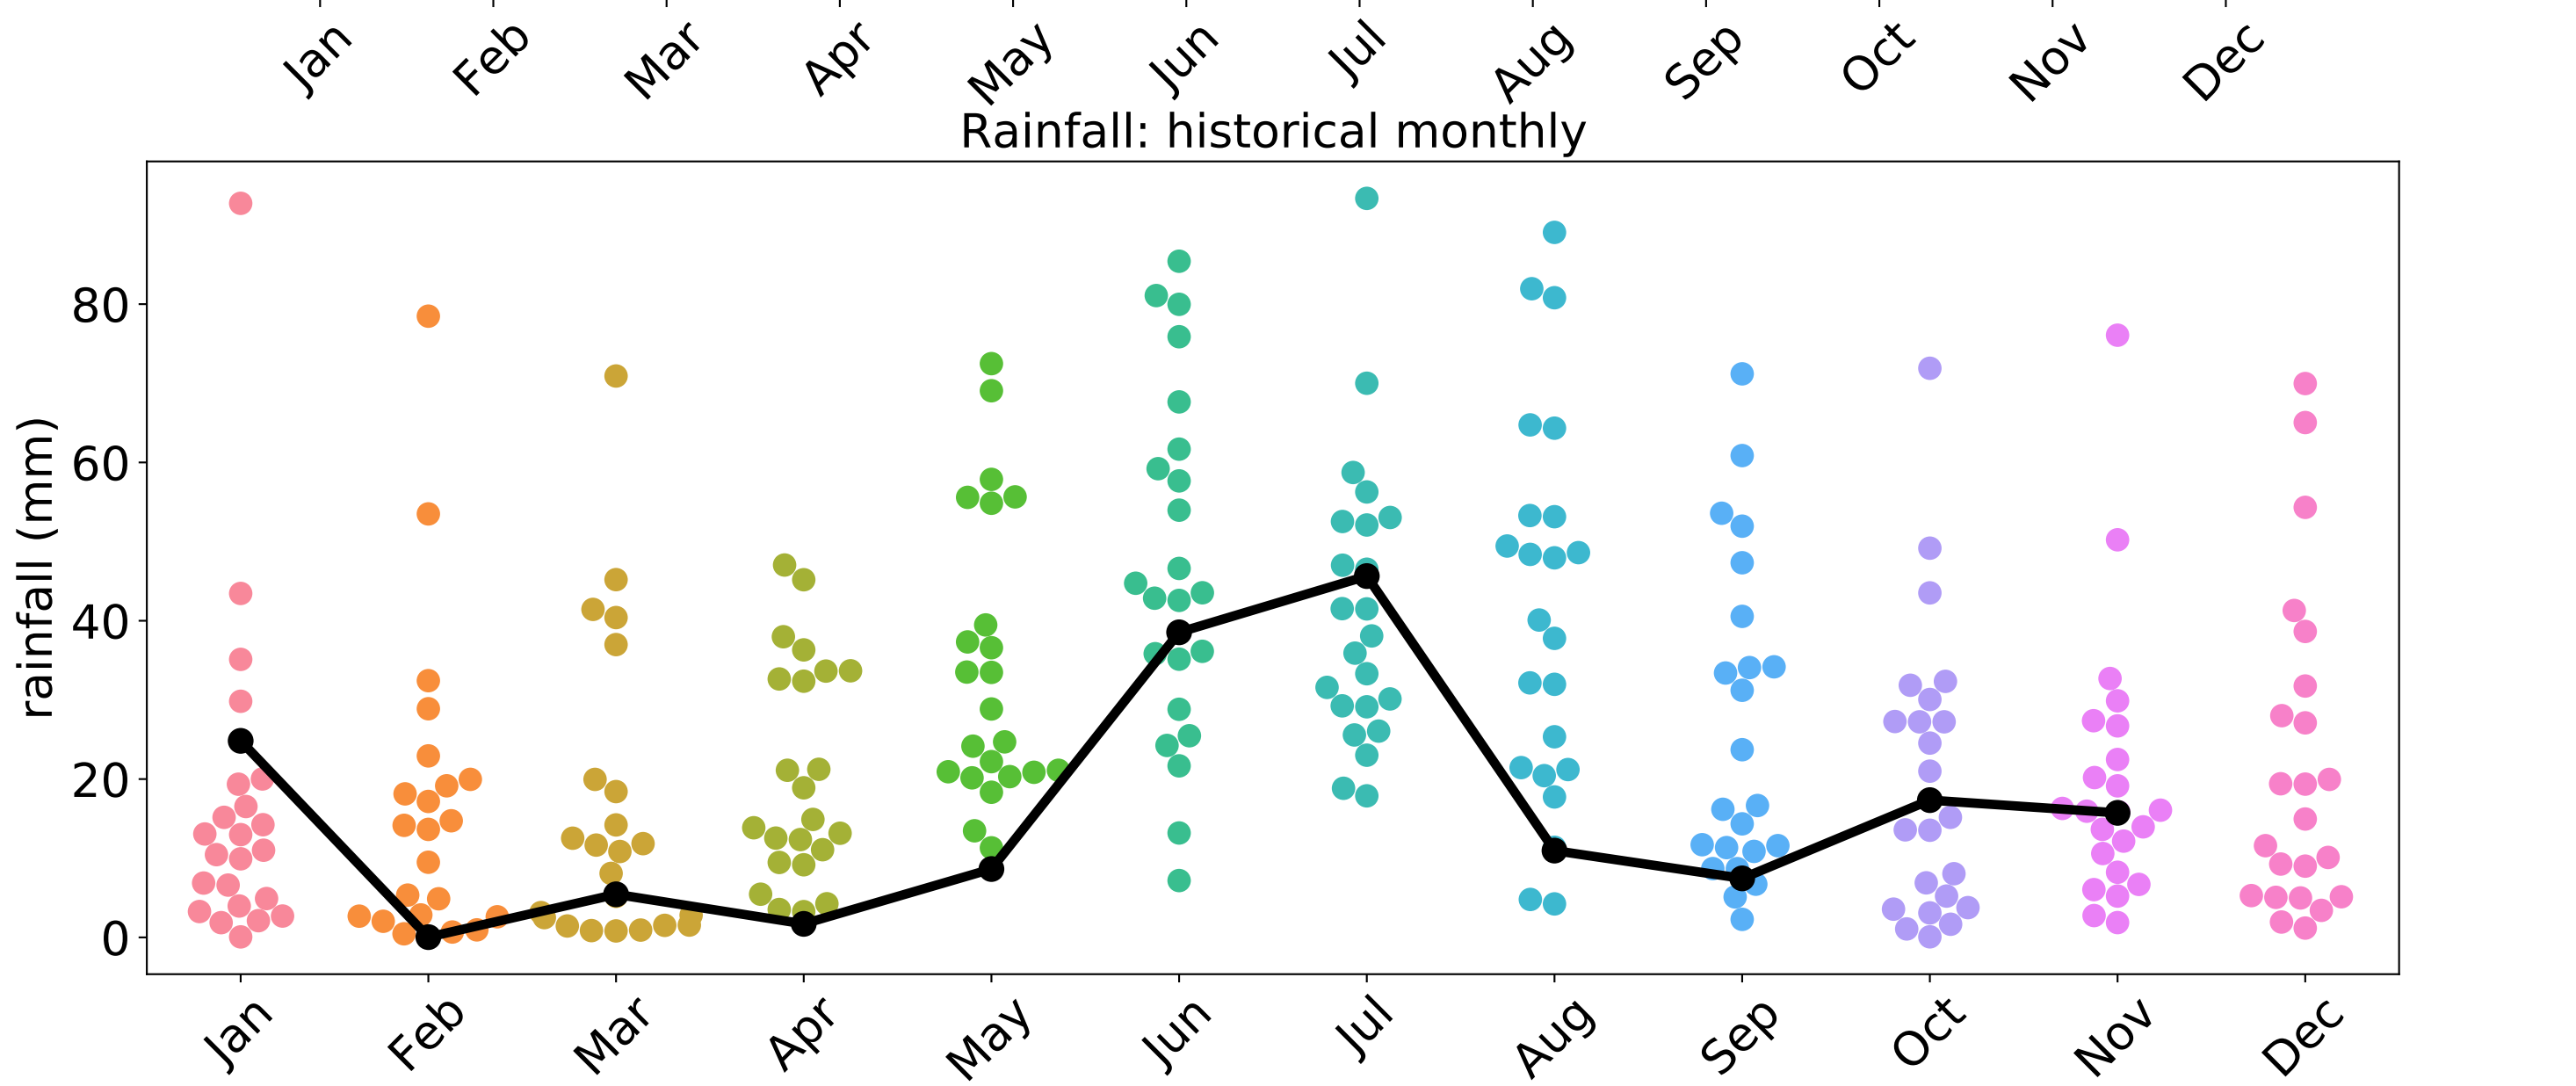 Jan Feb Mar Apr May Jun Jul Aug Sep Oct Nov Dec
Rainfall: historical monthly
rainfall (mm)
80
60
40
20
0
Jan Feb Mar Apr May Jun Jul Aug Sep Oct Nov Dec